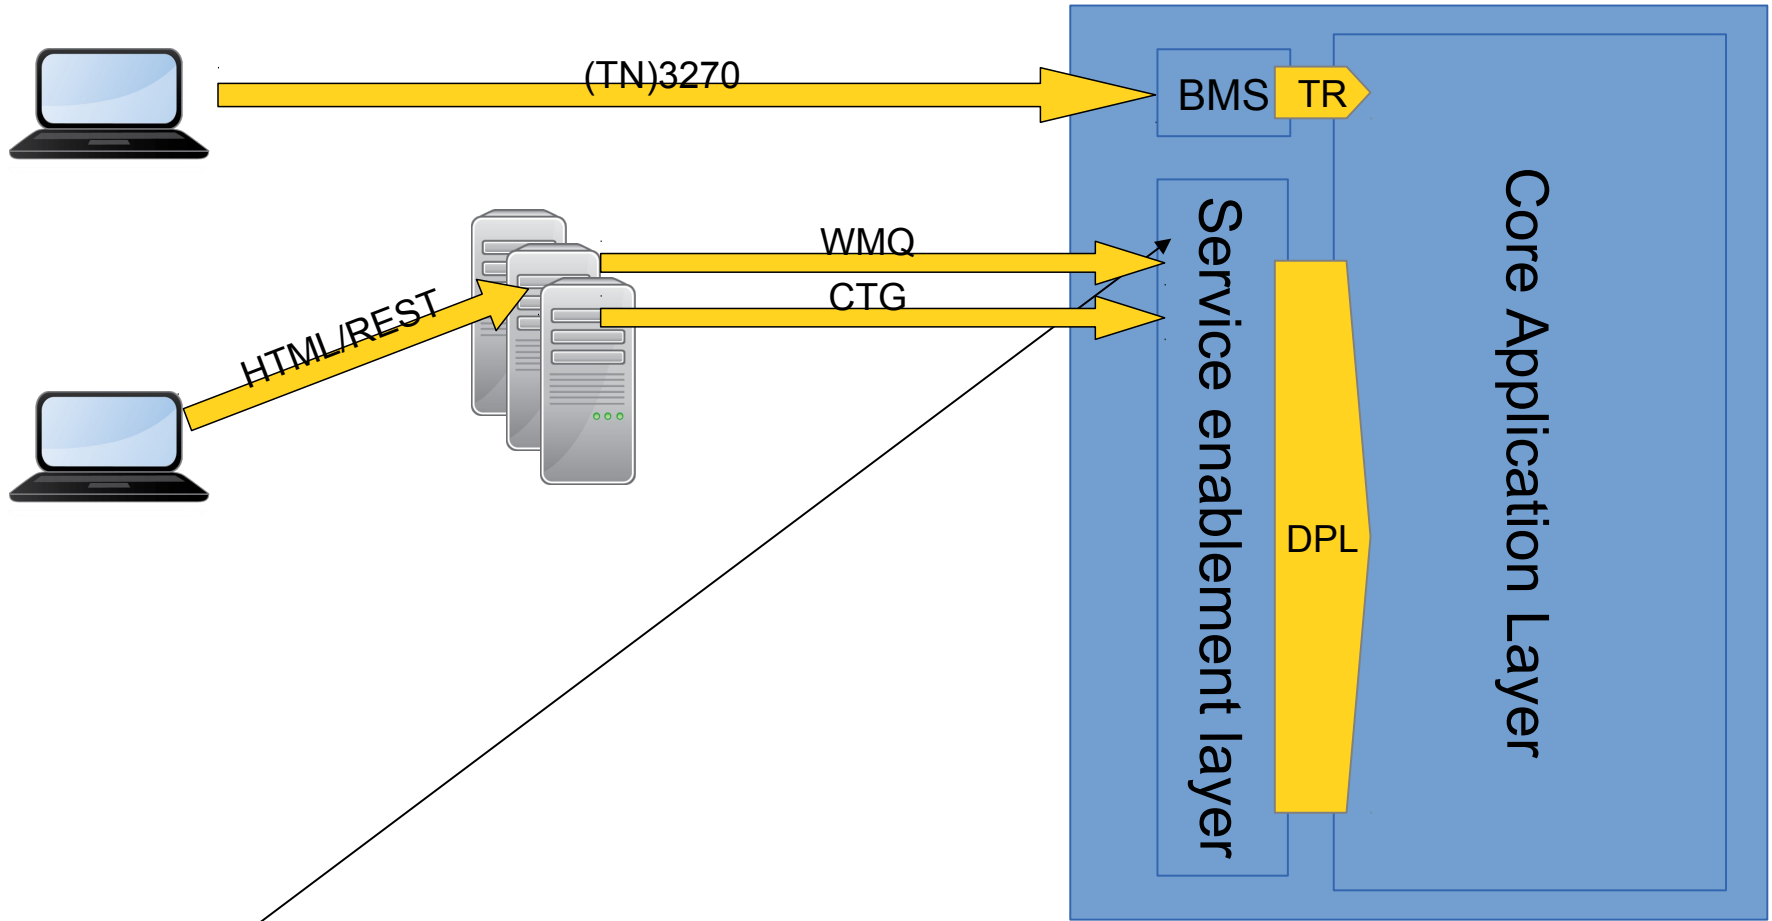 (TN)3270
BMS
TR
WMQ
CTG
HTML/REST
Service enablement layer
DPL
Core Application Layer